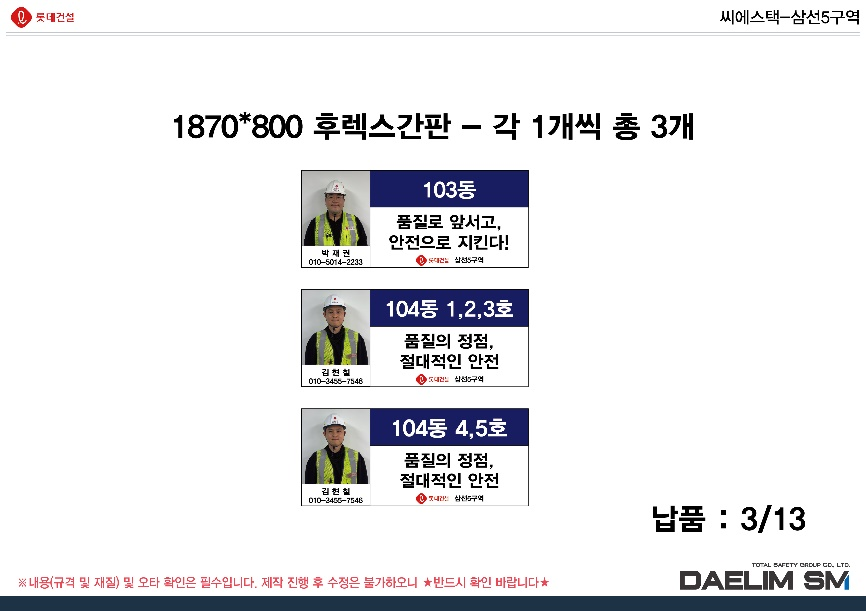 롯데건설
씨에스택-삼선5구역
1870*800 후렉스간판 - 각 1개씩 총 3개
103동
품질로 앞서고,
안전으로 지킨다!
박 재 권
010-5014-2233
롯데건설 삼선5구역
104동 1,2,3호
품질의 정점,
절대적인 안전
김 현 칠
010-3455-7546
롯데건설 삼선5구역
104동 4,5호
품질의 정점,
절대적인 안전
김 현 칠
010-3455-7546
롯데건설 삼선5구역
납품 : 3/13
※내용(규격 및 재질) 및 오타 확인은 필수입니다. 제작 진행 후 수정은 불가하오니 ★반드시 확인 바랍니다★
TOTAL SAFETY GROUP CO., LTD.
DAELIM SM